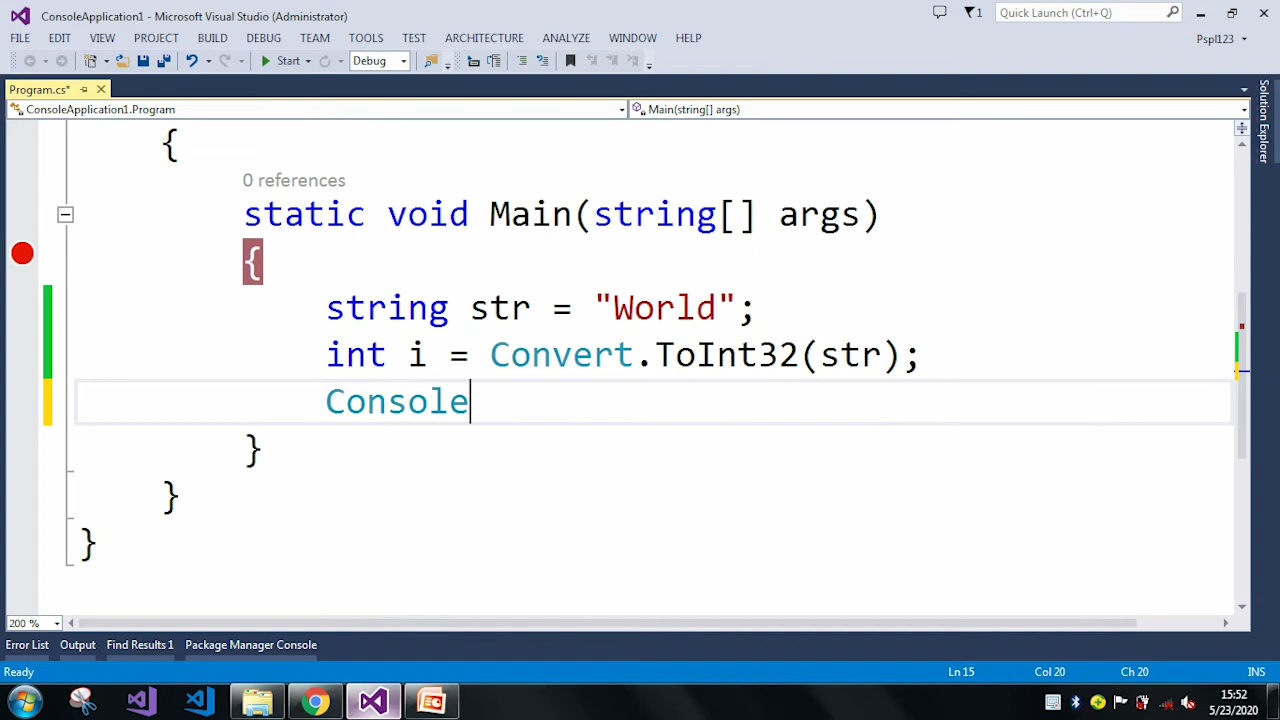 ConsoleApplication1 - Microsoft Visual Studio (Administrator)
1
Quick Launch (Ctrl+Q)
FILE EDIT VIEW PROJECT BUILD DEBUG TEAM TOOLS TEST ARCHITECTURE ANALYZE WINDOW HELP
Pspl123
Start Debug
Program.cs*
ConsoleApplication1.Program
Main(string[] args)
Solution Explorer
{
0 references
static void Main(string[] args)
{
string str = "World";
int i = Convert.ToInt32(str);
Console
}
}
}
200 %
Error List Output Find Results 1 Package Manager Console
Ready Ln 15 Col 20 Ch 20 INS
15:52
5/23/2020